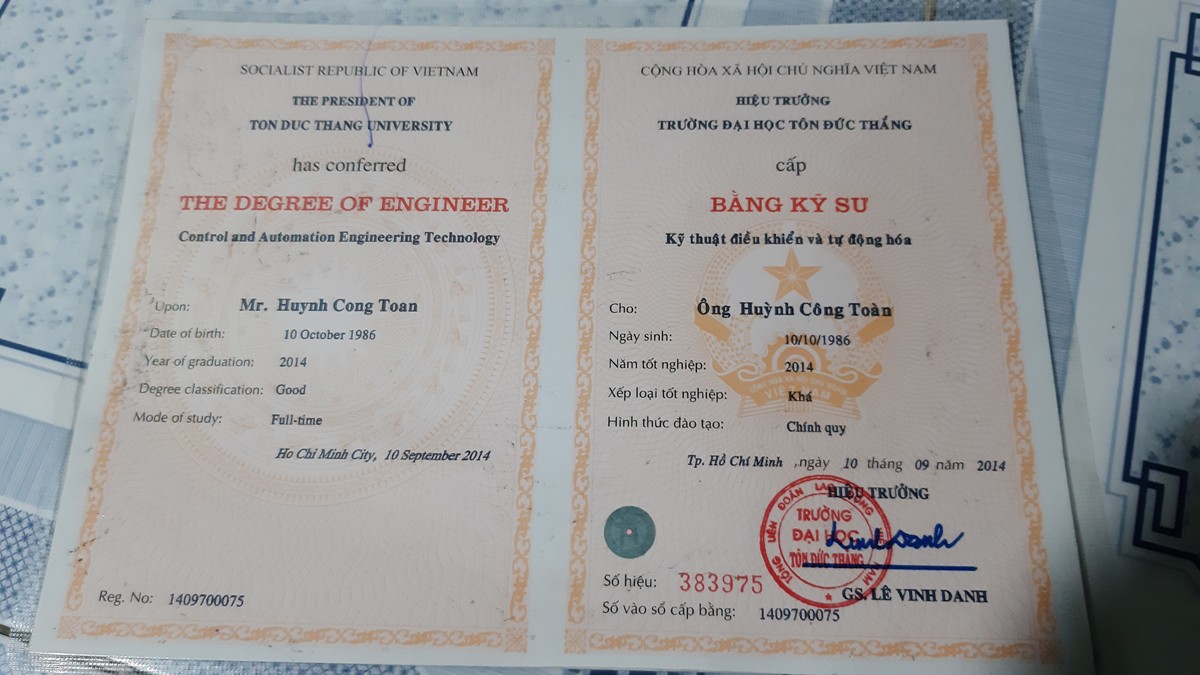 SOCIALIST REPUBLIC OF VIETNAM
THE PRESIDENT OF
TON DUC THANG UNIVERSITY
has conferred
THE DEGREE OF ENGINEER
Control and Automation Engineering Technology
Upon: Mr. Huynh Cong Toan
Date of birth: 10 October 1986
Year of graduation: 2014
Degree classification: Good
Mode of study: Full-time
Ho Chi Minh City, 10 September 2014
Reg. No: 1409700075
CỘNG HÒA XÃ HỘI CHỦ NGHĨA VIỆT NAM
HIỆU TRƯỞNG
TRƯỜNG ĐẠI HỌC TÔN ĐỨC THẮNG
cấp
BẰNG KỸ SƯ
Kỹ thuật điều khiển và tự động hóa
Cho: Ông Huỳnh Công Toàn
Ngày sinh: 10/10/1986
Năm tốt nghiệp: 2014
Xếp loại tốt nghiệp: Khá
Hình thức đào tạo: Chính quy
Tp. Hồ Chí Minh , ngày 10 tháng 09 năm 2014
HIỆU TRƯỞNG
TỔNG LIÊN ĐOÀN LAO ĐỘNG VIỆT NAM
TRƯỜNG
ĐẠI HỌC
TÔN ĐỨC THẮNG
GS. LÊ VINH DANH
Số hiệu: 383975
Số vào sổ cấp bằng: 1409700075